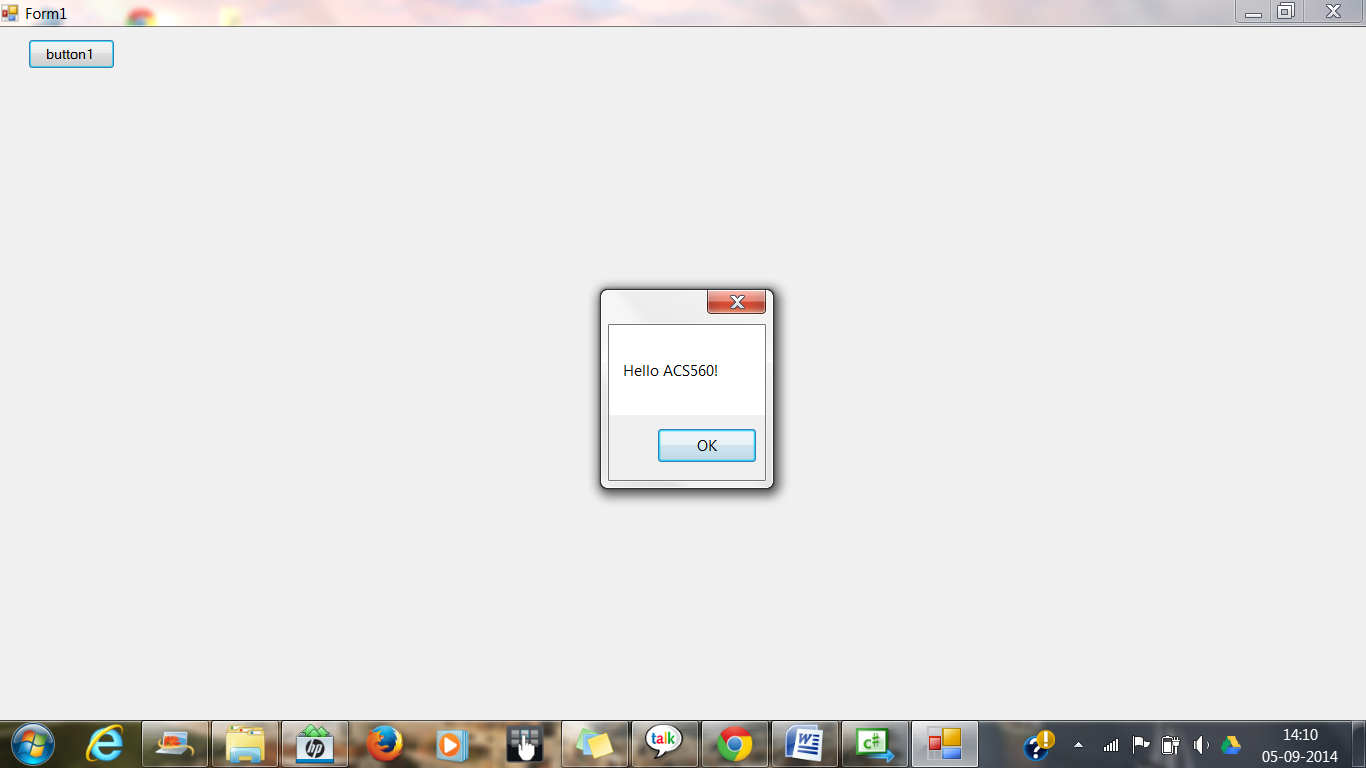 Form1
button1
Hello ACS560!
OK
hp
talk
W
c#
14:10
05-09-2014